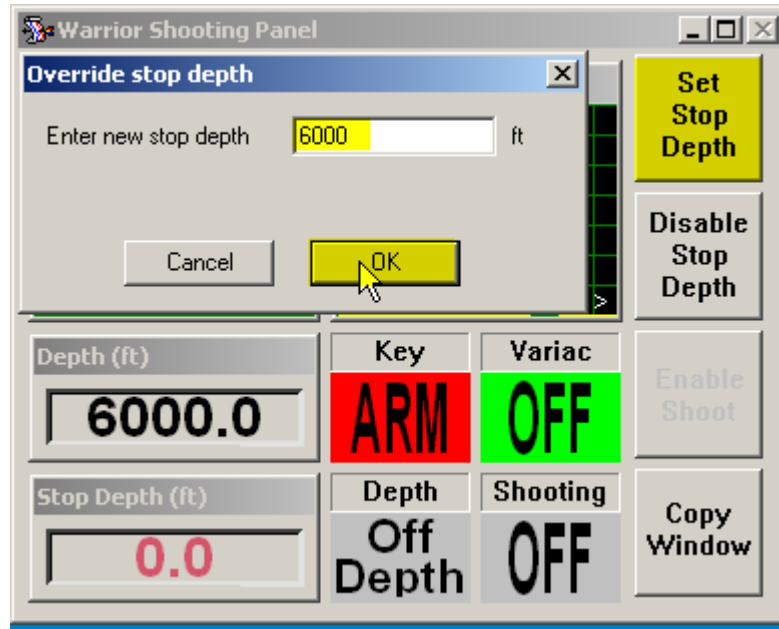 Warrior Shooting Panel
Override stop depth
Enter new stop depth 6000 ft
Cancel OK
>
Set
Stop
Depth
Disable
Stop
Depth
Depth (ft)
6000.0
Key
ARM
Variac
OFF
Enable
Shoot
Stop Depth (ft)
0.0
Depth
Off
Depth
Shooting
OFF
Copy
Window